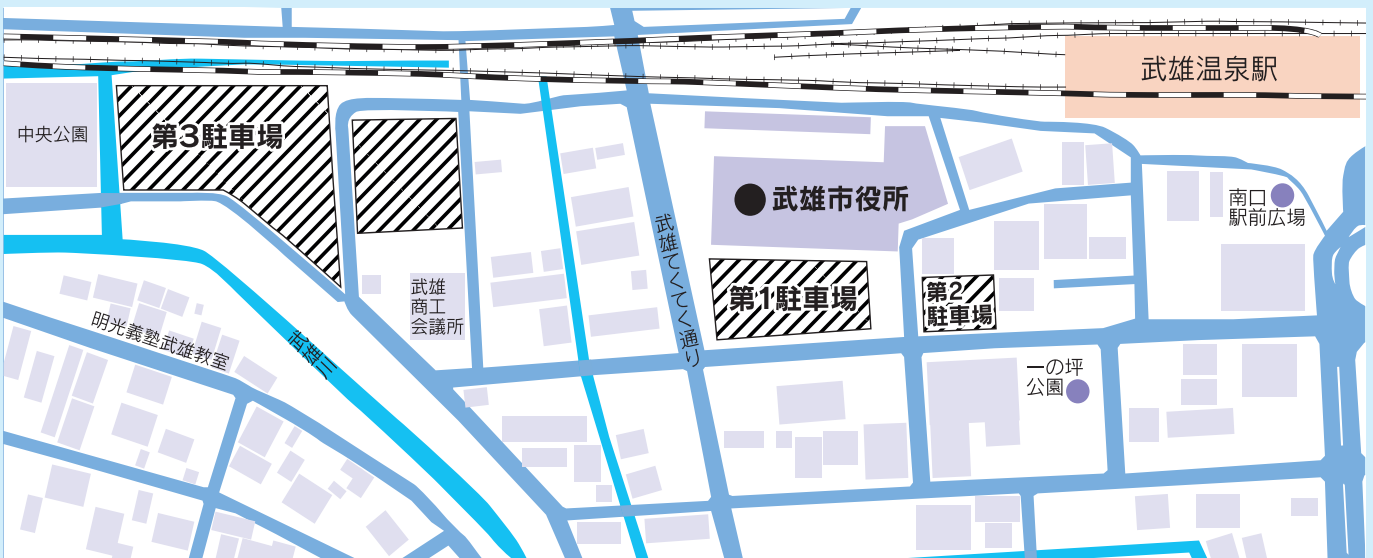 武雄温泉駅
中央公園
第3駐車場
武雄市役所
南口
駅前広場
武雄てくてく通り
武雄
商工
会議所
第1駐車場
第2
駐車場
明光義塾武雄教室
武雄川
一の坪
公園